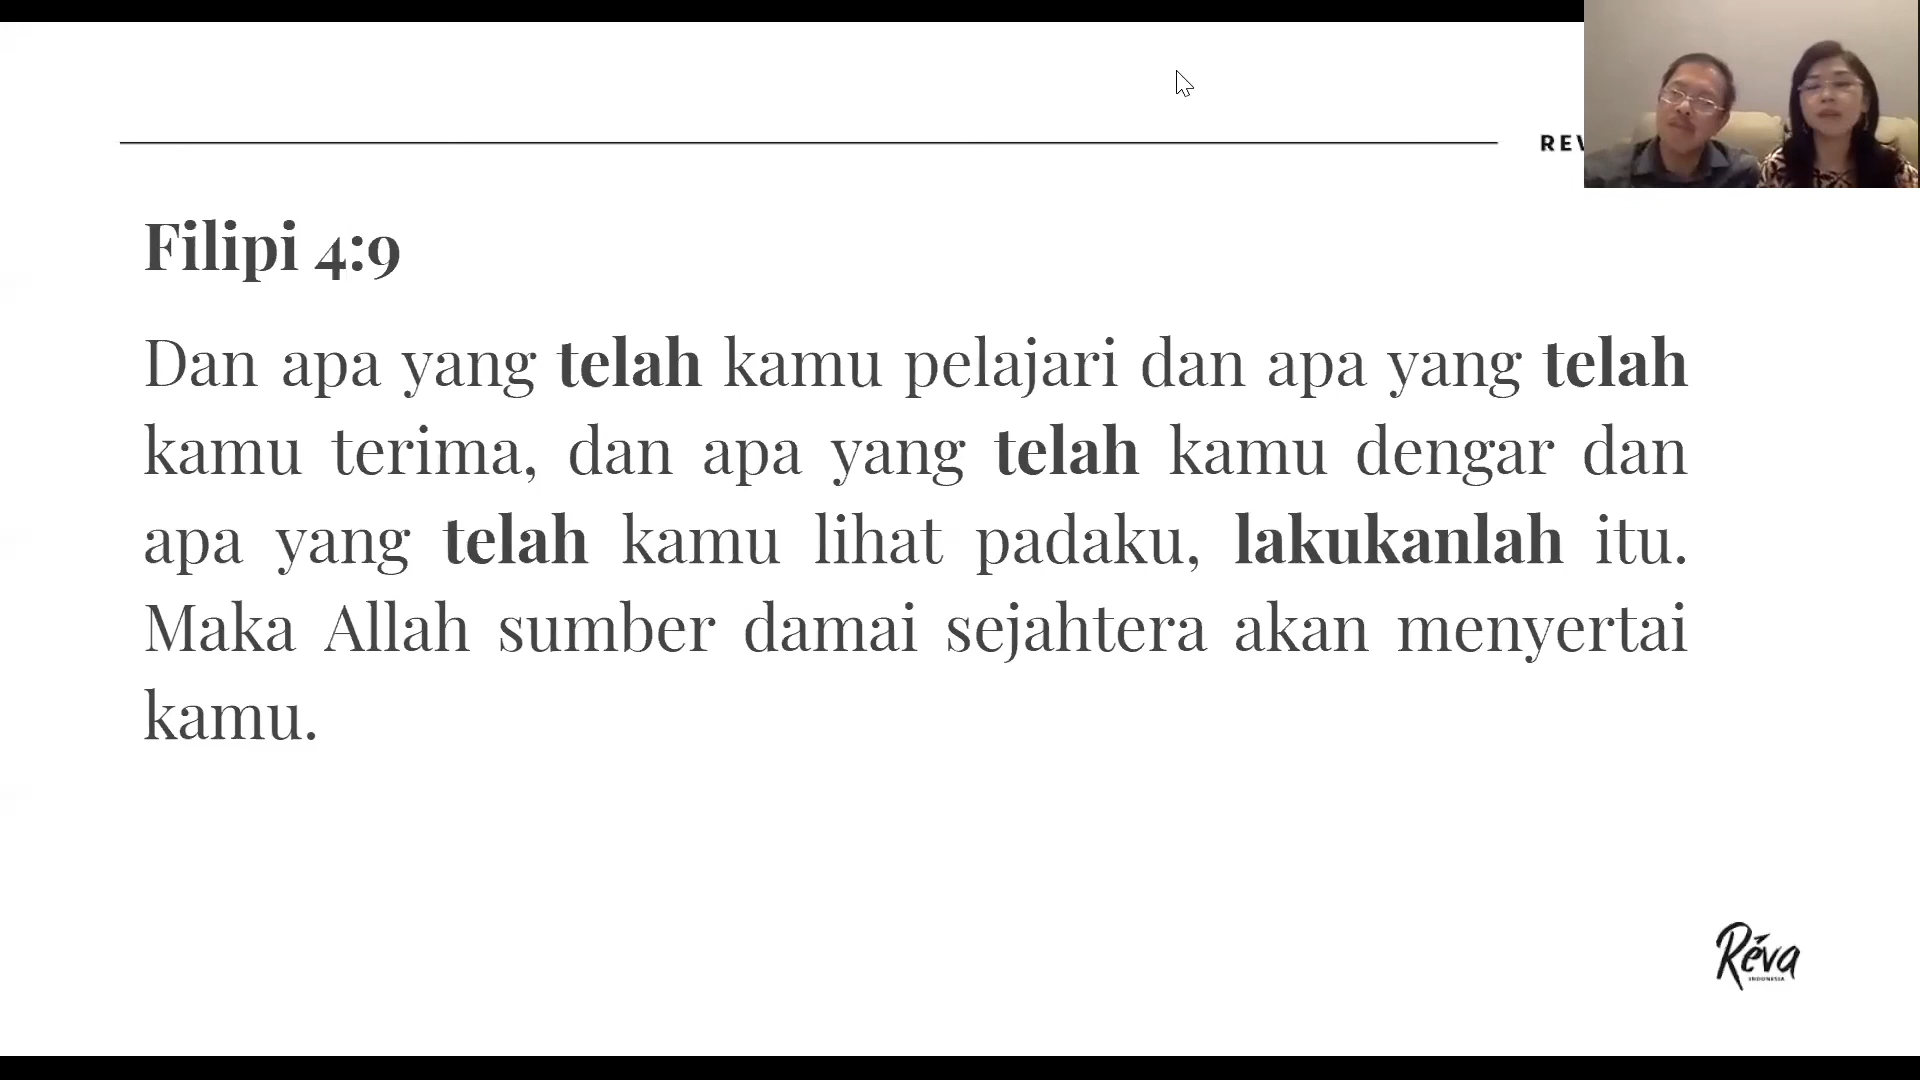 Filipi 4:9
Dan apa yang telah kamu pelajari dan apa yang telah
kamu terima, dan apa yang telah kamu dengar dan
apa yang telah kamu lihat padaku, lakukanlah itu.
Maka Allah sumber damai sejahtera akan menyertai
kamu.
Réva
INDONESIA